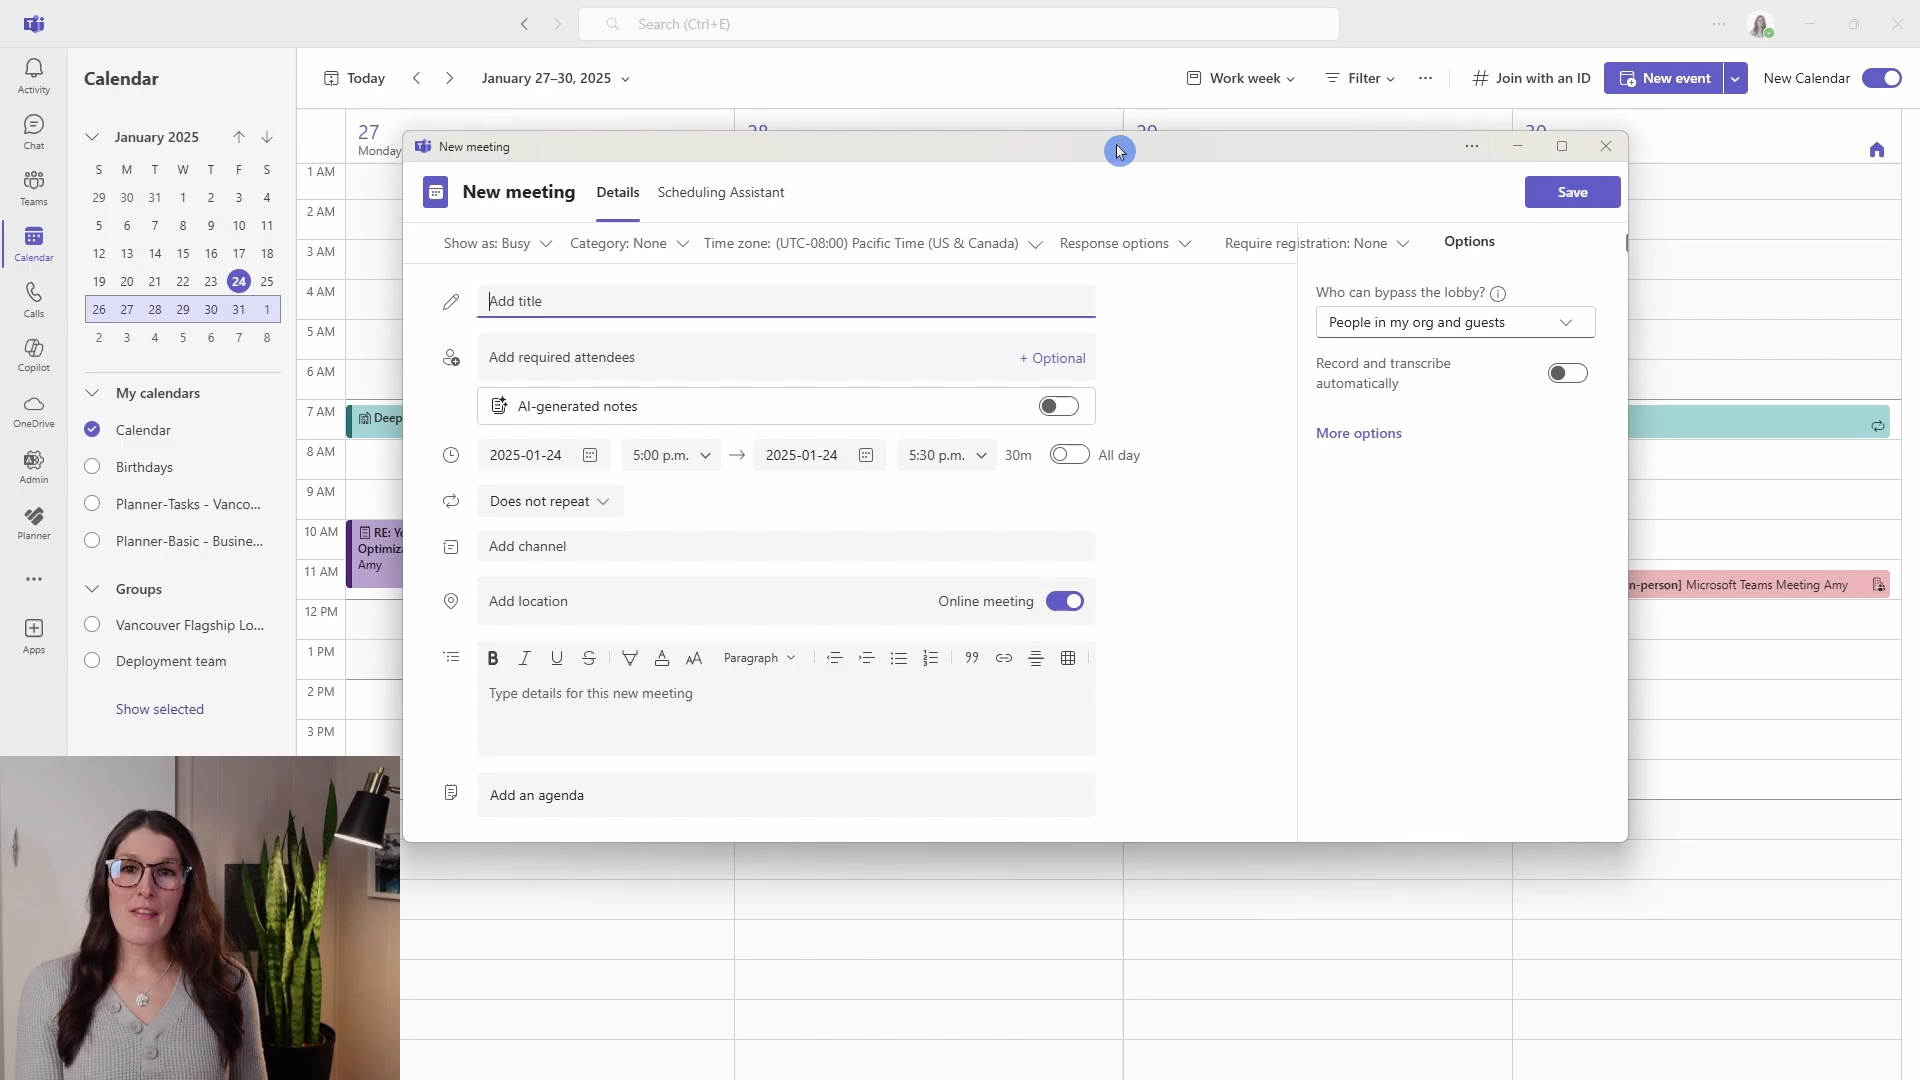 Search (Ctrl+E)
Activity
Chat
Teams
Calendar
Calls
Copilot
OneDrive
Admin
Planner
Apps
Calendar
January 2025
S M T W T F S
29 30 31 1 2 3 4
5 6 7 8 9 10 11
12 13 14 15 16 17 18
19 20 21 22 23 24 25
26 27 28 29 30 31 1
2 3 4 5 6 7 8
My calendars
Calendar
Birthdays
Planner-Tasks - Vanco...
Planner-Basic - Busine...
Groups
Vancouver Flagship Lo...
Deployment team
Show selected
Today
January 27–30, 2025
Work week
Filter
Join with an ID
New event
New Calendar
27
Monday
28
29
30
1 AM
2 AM
3 AM
4 AM
5 AM
6 AM
7 AM
8 AM
9 AM
10 AM
11 AM
12 PM
1 PM
2 PM
3 PM
Deep
RE: Yo
Optimiza
Amy
n-person] Microsoft Teams Meeting Amy
New meeting
New meeting
Details
Scheduling Assistant
Save
Show as: Busy
Category: None
Time zone: (UTC-08:00) Pacific Time (US & Canada)
Response options
Require registration: None
Options
Add title
Add required attendees
+ Optional
AI-generated notes
2025-01-24
5:00 p.m.
2025-01-24
5:30 p.m.
30m
All day
Does not repeat
Add channel
Add location
Online meeting
Paragraph
Type details for this new meeting
Add an agenda
Who can bypass the lobby?
People in my org and guests
Record and transcribe
automatically
More options